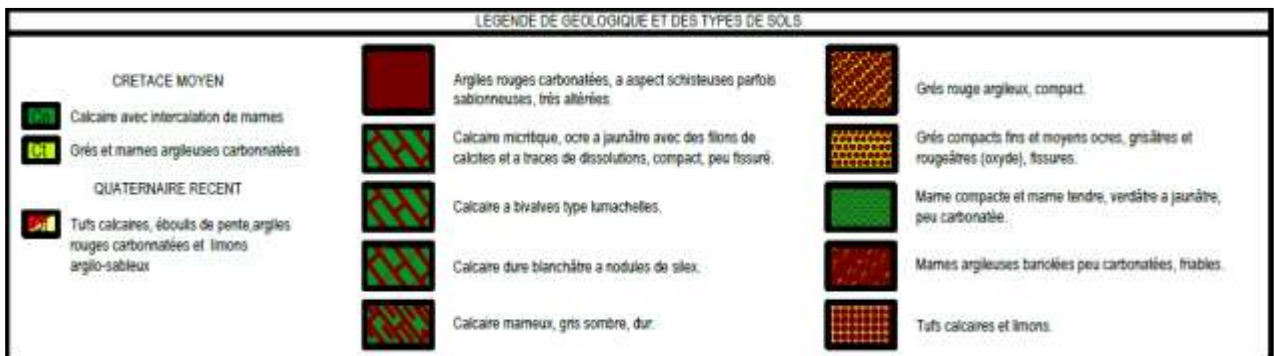 LEGENDE DE GEOLOGIQUE ET DES TYPES DE SOLS
CRETACE MOYEN
Calcaire avec intercalation de marnes
Ct
Grés et marnes argileuses carbonnatées
QUATERNAIRE RECENT
Tufs calcaires, éboulis de pente,argiles
rouges carbonnatées et limons
argilo-sableux
Argiles rouges carbonatées, a aspect schisteuses parfois
sablonneuses, très altérées.
Calcaire micritique, ocre a jaunâtre avec des filons de
calcites et a traces de dissolutions, compact, peu fissuré.
Calcaire a bivalves type lumachelles.
Calcaire dure blanchâtre a nodules de silex.
Calcaire marneux, gris sombre, dur.
Grés rouge argileux, compact.
Grés compacts fins et moyens ocres, grisâtres et
rougeâtres (oxyde), fissures.
Marne compacte et marne tendre, verdâtre a jaunâtre,
peu carbonatée.
Marnes argileuses bariolées peu carbonatées, friables.
Tufs calcaires et limons.